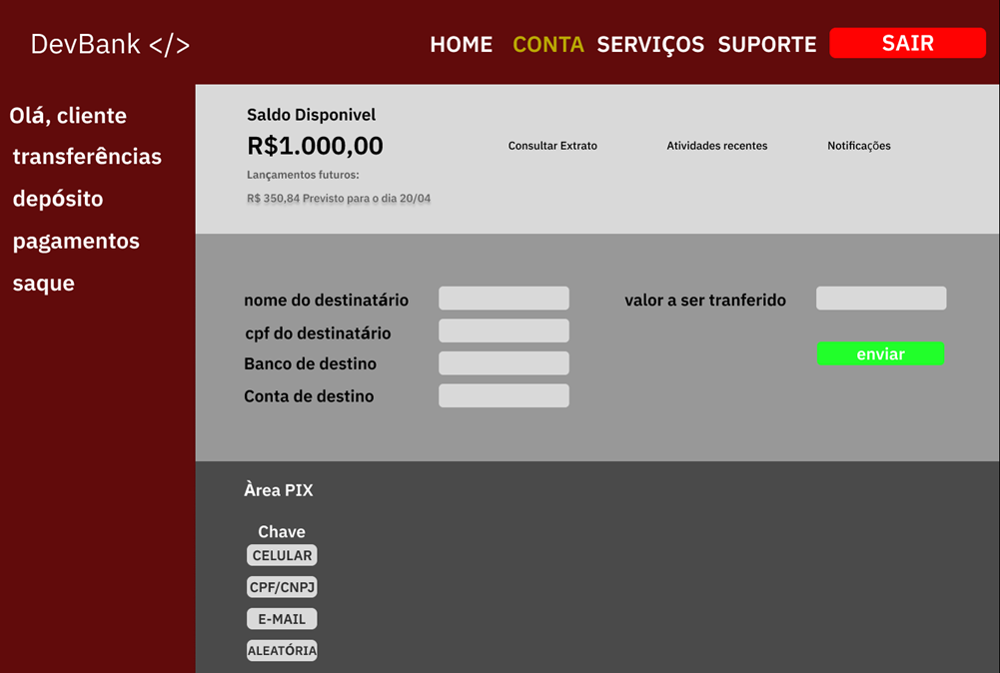 DevBank </>
HOME CONTA SERVIÇOS SUPORTE SAIR
Olá, cliente
transferências
depósito
pagamentos
saque
Saldo Disponivel
R$1.000,00
Lançamentos futuros:
R$ 350,84 Previsto para o dia 20/04
Consultar Extrato
Atividades recentes
Notificações
nome do destinatário
cpf do destinatário
Banco de destino
Conta de destino
valor a ser tranferido
enviar
Àrea PIX
Chave
CELULAR
CPF/CNPJ
E-MAIL
ALEATÓRIA